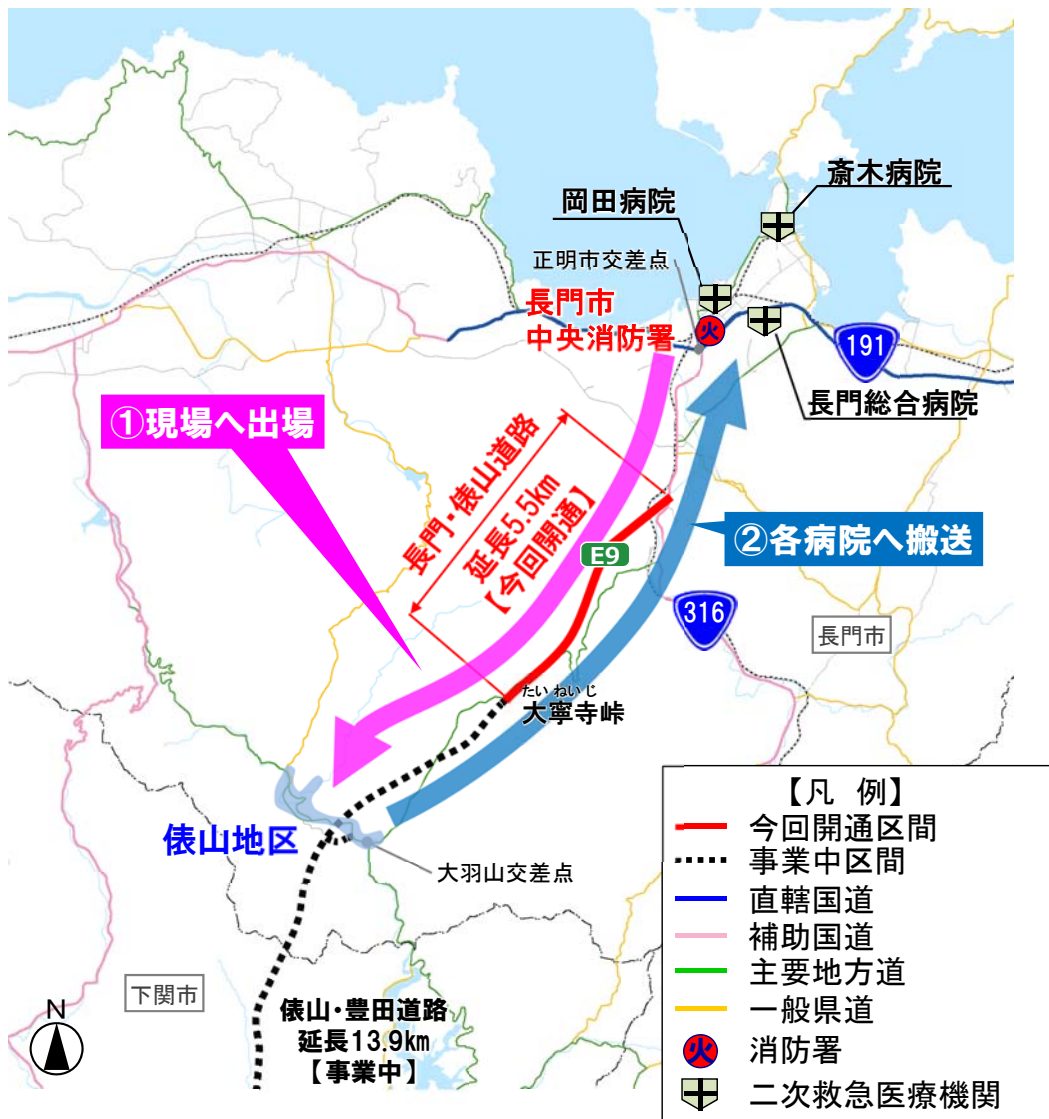 斎木病院
岡田病院
正明市交差点
長門市
中央消防署
火
191
長門総合病院
①現場へ出場
長門・俵山道路
延長5.5km
【今回開通】
E9
②各病院へ搬送
316
長門市
たいねいじ
大寧寺峠
俵山地区
大羽山交差点
下関市
N
俵山・豊田道路
延長13.9km
【事業中】
【凡 例】
今回開通区間
事業中区間
直轄国道
補助国道
主要地方道
一般県道
火
消防署
二次救急医療機関